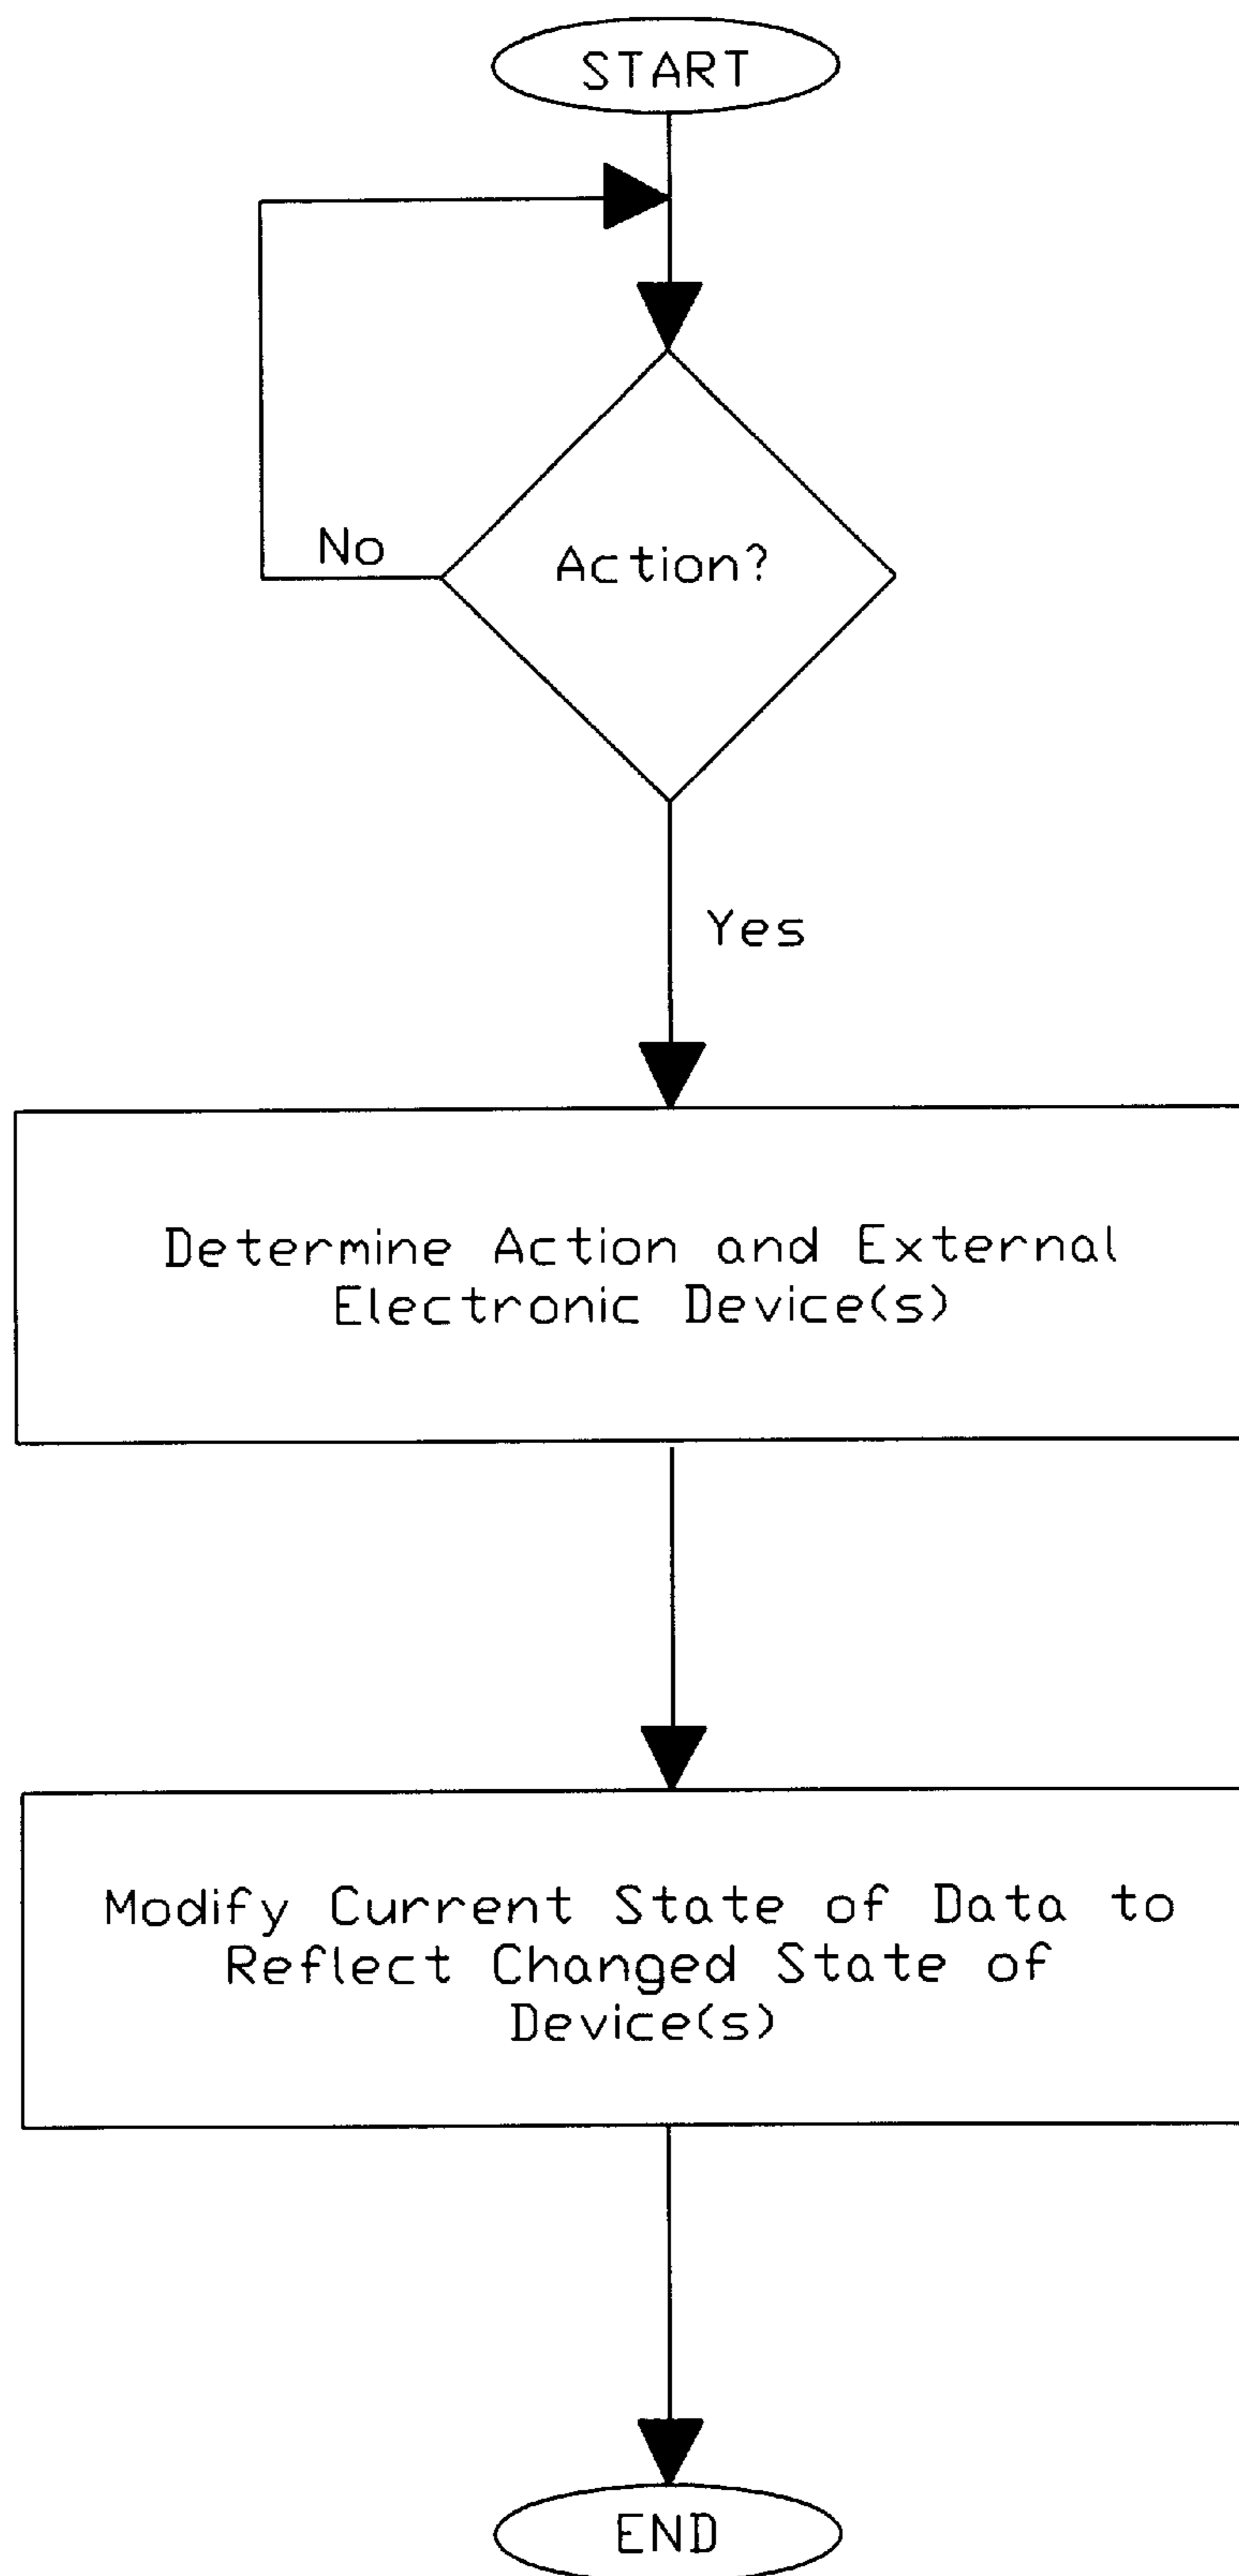 START
Action?
No
Yes
Determine Action and External
Electronic Device(s)
Modify Current State of Data to
Reflect Changed State of
Device(s)
END